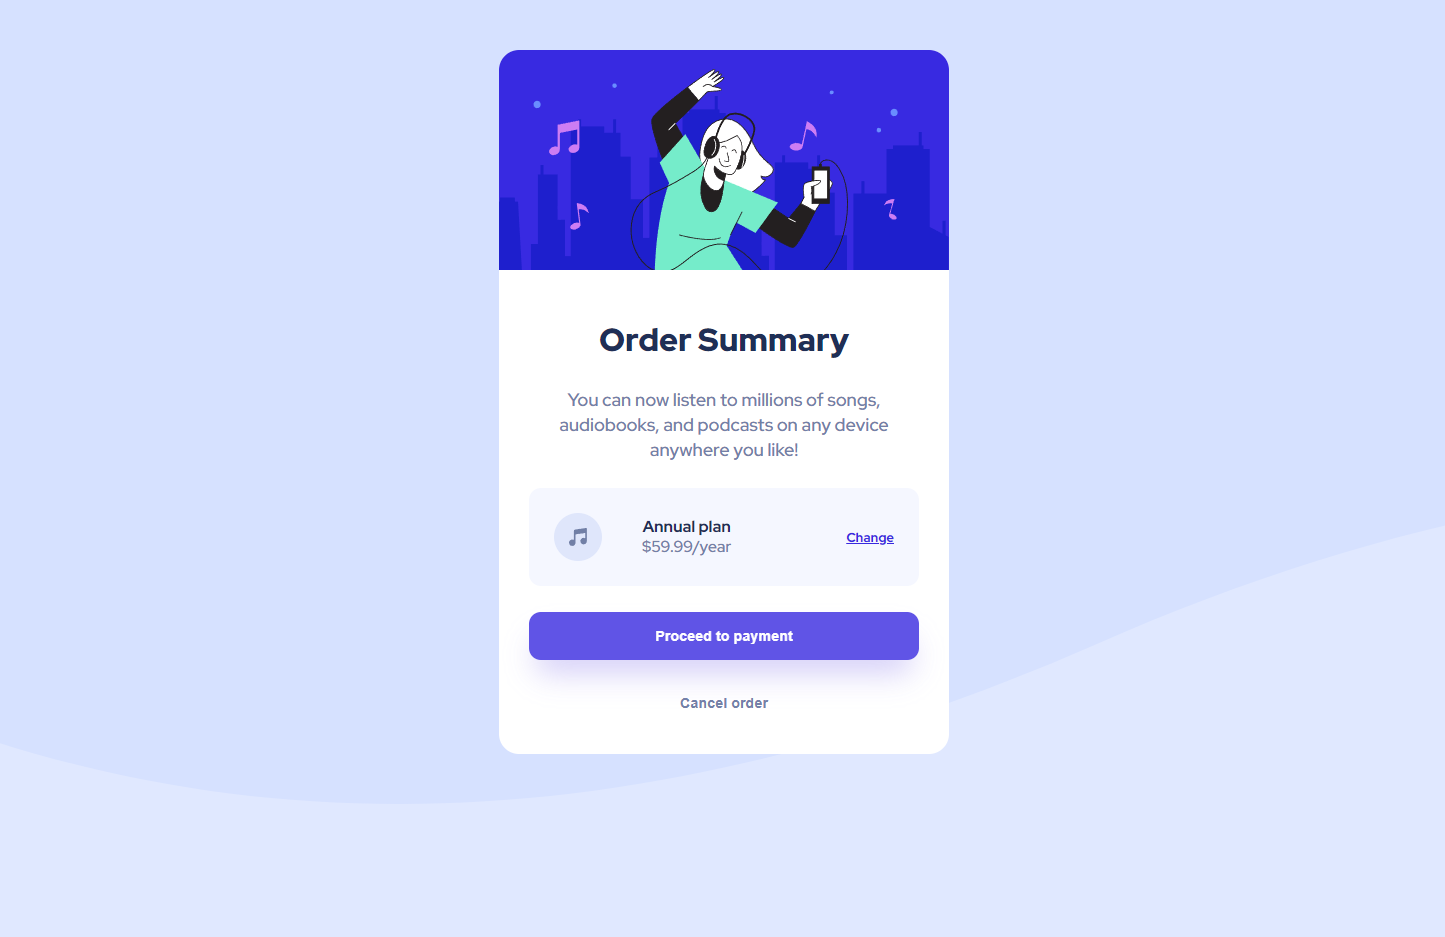 Order Summary
You can now listen to millions of songs,
audiobooks, and podcasts on any device
anywhere you like!
Annual plan
$59.99/year
Change
Proceed to payment
Cancel order